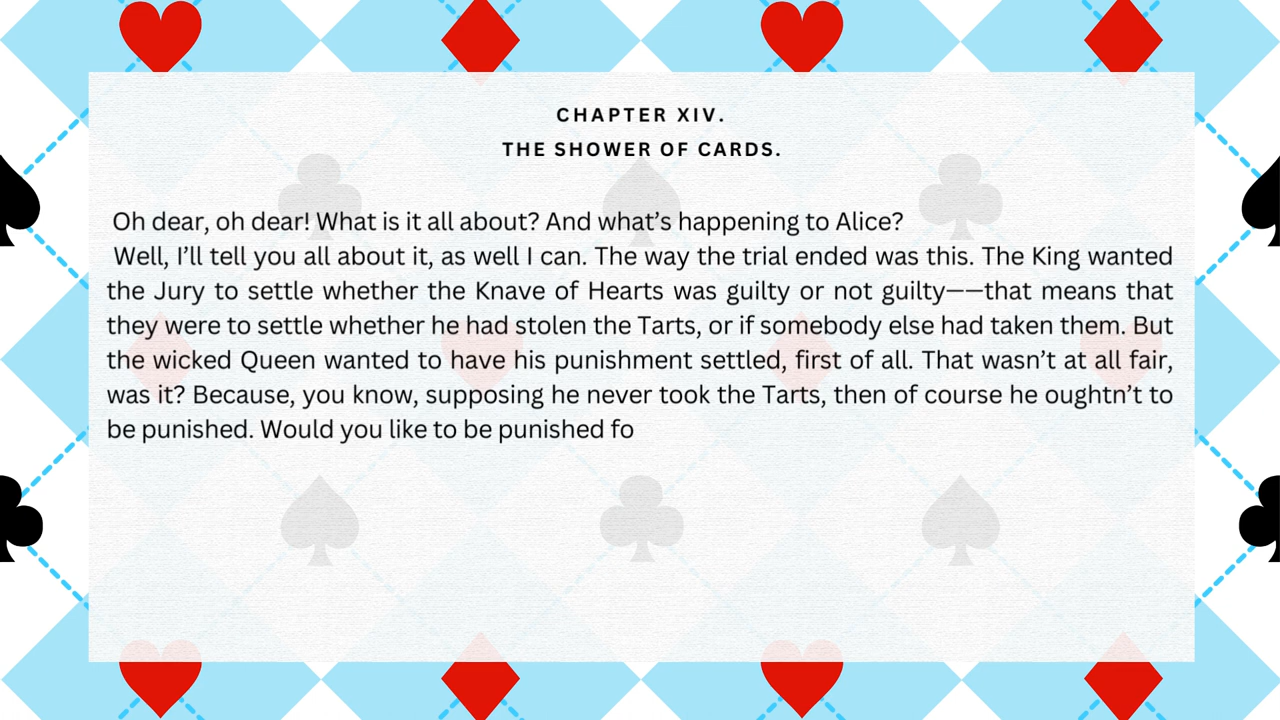 CHAPTER XIV.
THE SHOWER OF CARDS.
Oh dear, oh dear! What is it all about? And what’s happening to Alice?
Well, I’ll tell you all about it, as well I can. The way the trial ended was this. The King wanted
the Jury to settle whether the Knave of Hearts was guilty or not guilty——that means that
they were to settle whether he had stolen the Tarts, or if somebody else had taken them. But
the wicked Queen wanted to have his punishment settled, first of all. That wasn’t at all fair,
was it? Because, you know, supposing he never took the Tarts, then of course he oughtn’t to
be punished. Would you like to be punished fo